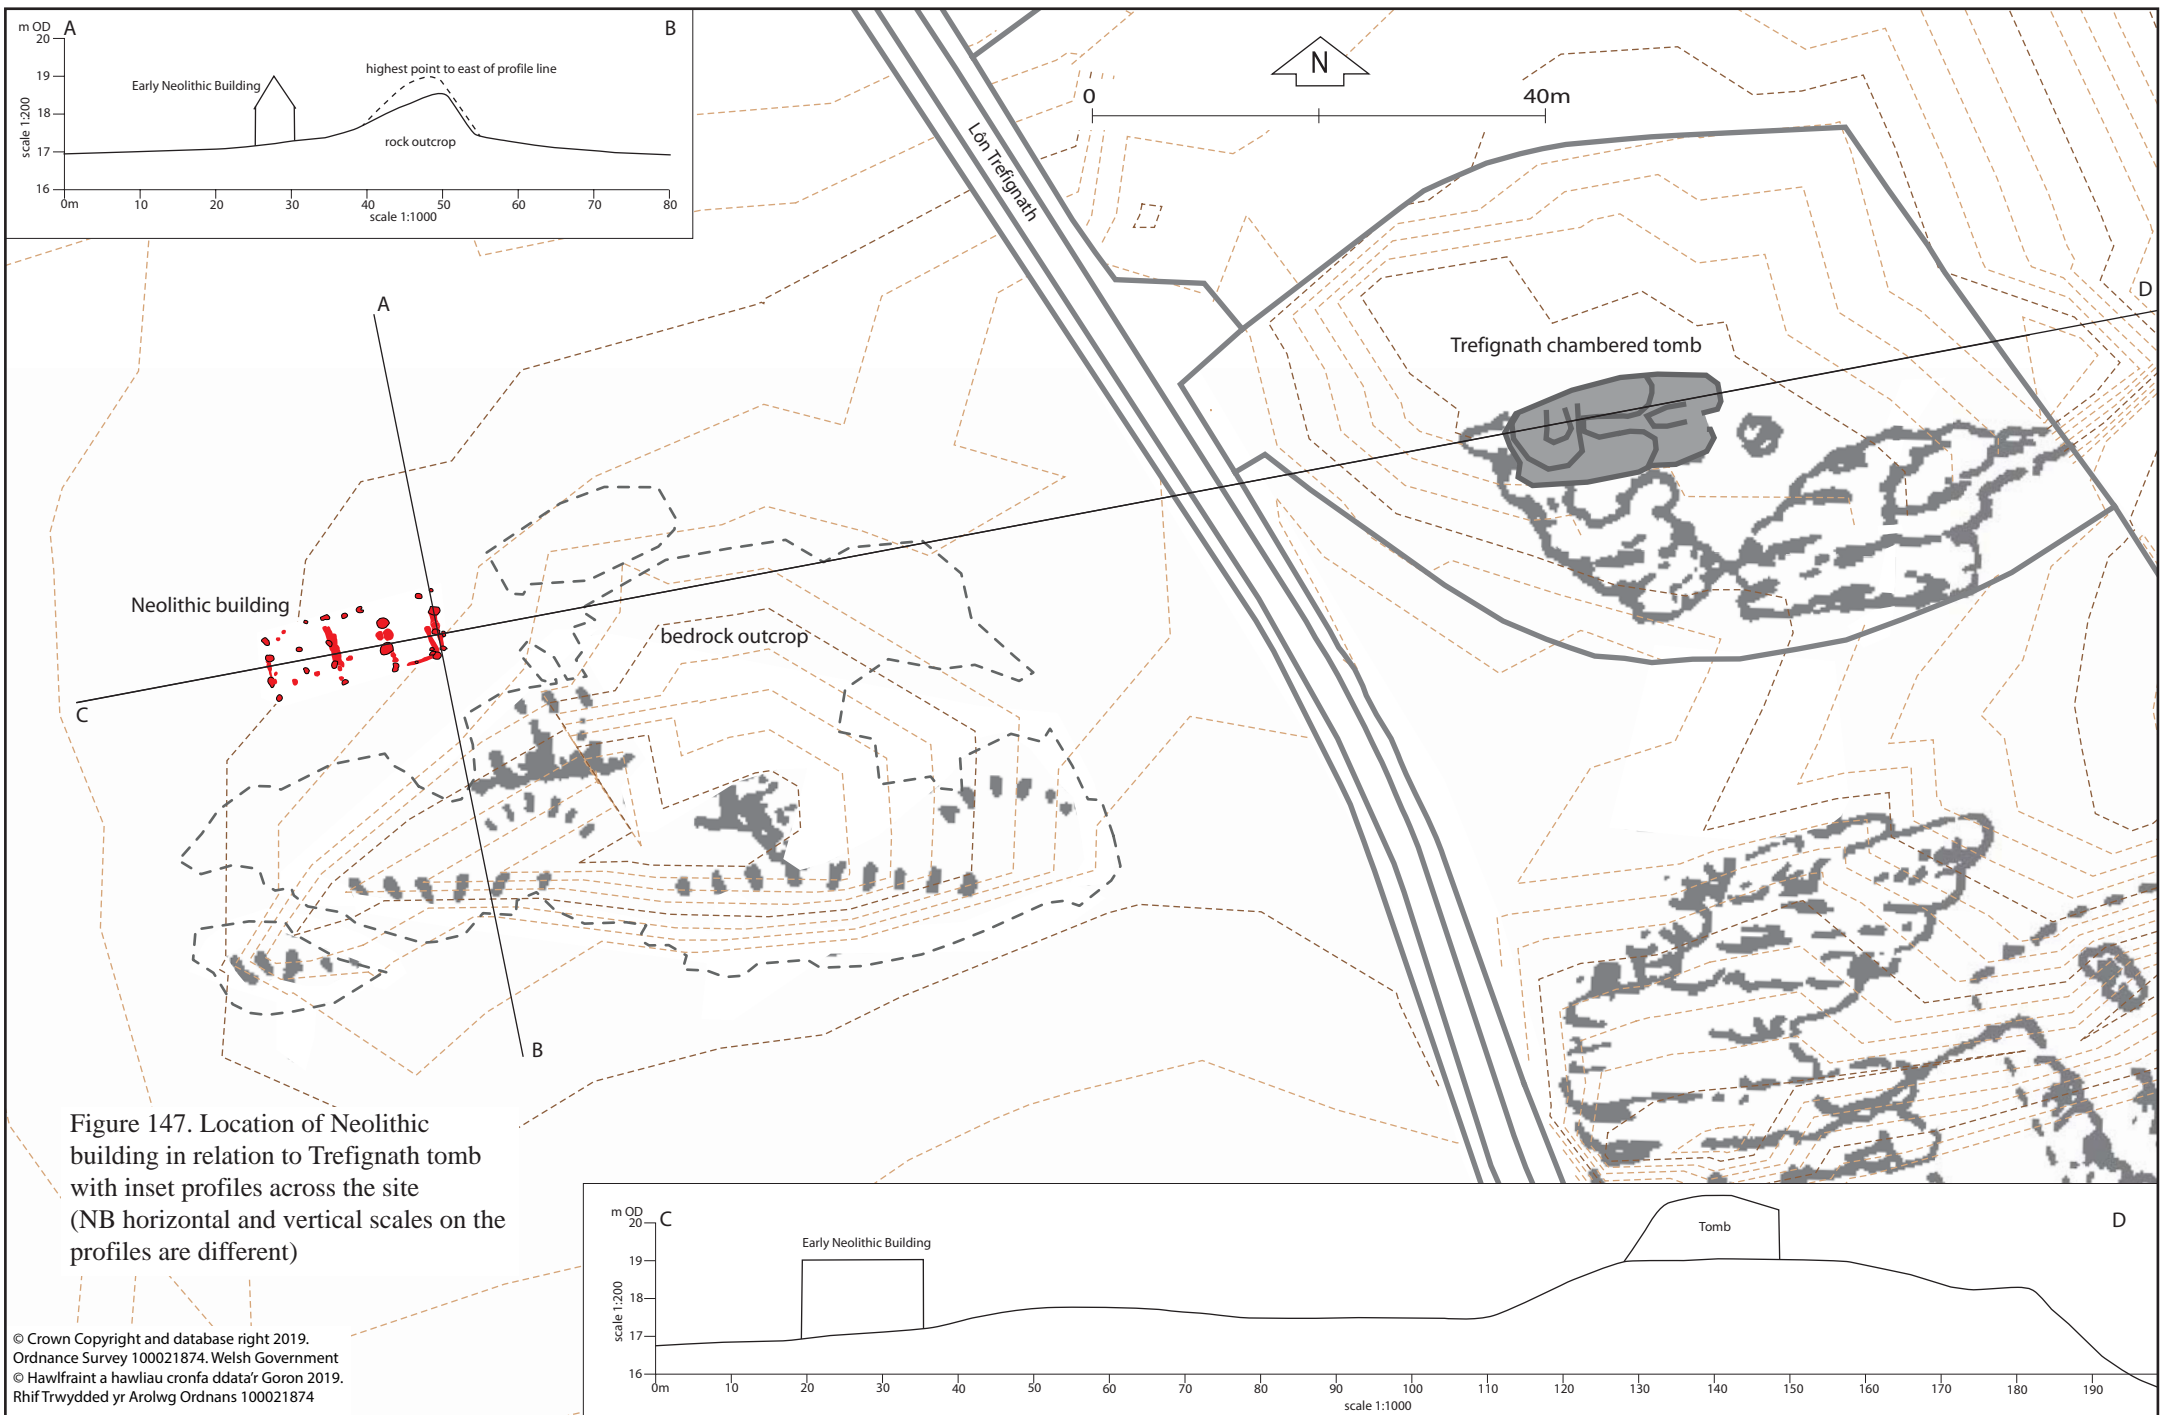 A
B
m OD
20
19
18
17
16
scale 1:200
highest point to east of profile line
Early Neolithic Building
rock outcrop
0m 10 20 30 40 50 60 70 80
scale 1:1000
N
0 40m
Lôn Trefignath
D
Trefignath chambered tomb
A
Neolithic building
bedrock outcrop
C
B
Figure 147. Location of Neolithic
building in relation to Trefignath tomb
with inset profiles across the site
(NB horizontal and vertical scales on the
profiles are different)
m OD
C
D
20
19
18
17
16
scale 1:200
Early Neolithic Building
Tomb
0m 10 20 30 40 50 60 70 80 90 100 110 120 130 140 150 160 170 180 190
scale 1:1000
© Crown Copyright and database right 2019.
Ordnance Survey 100021874. Welsh Government
© Hawlfraint a hawliau cronfa ddata'r Goron 2019.
Rhif Trwydded yr Arolwg Ordnans 100021874